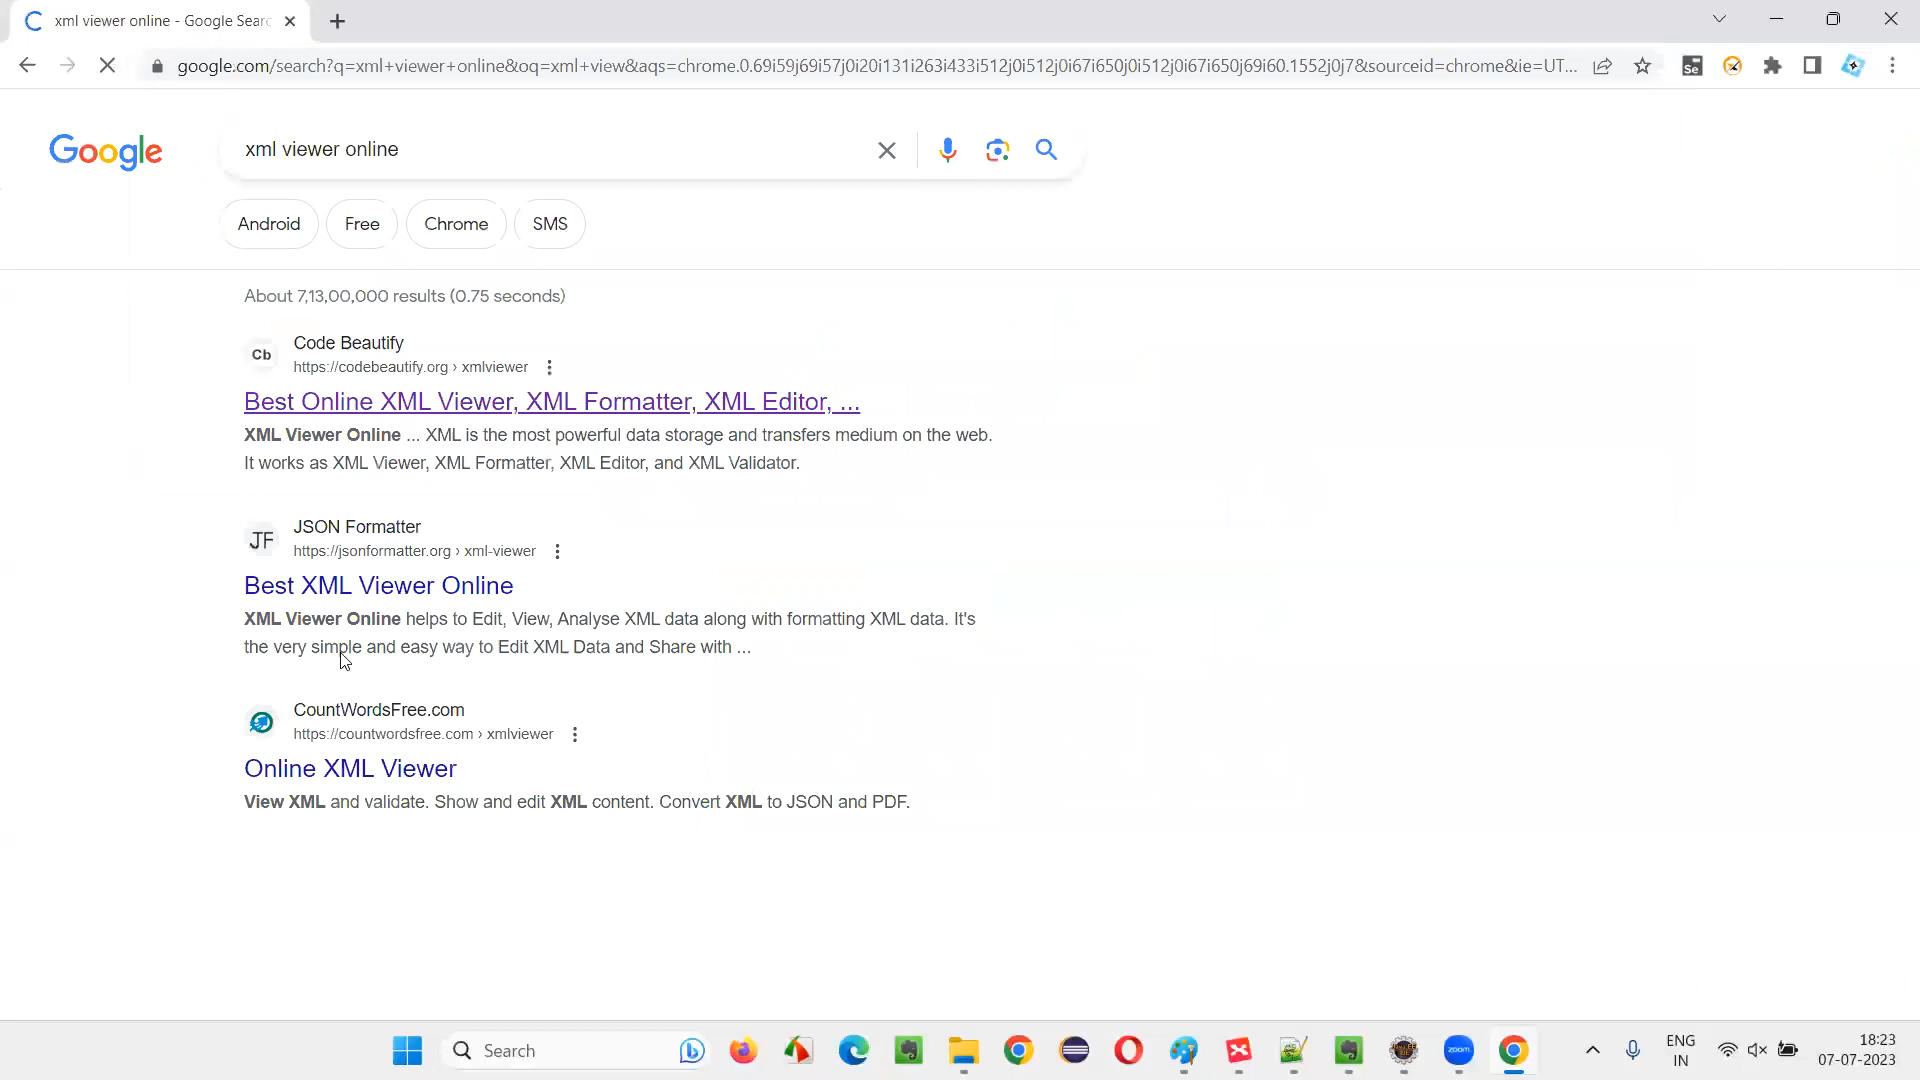 xml viewer online - Google Searc
google.com/search?q=xml+viewer+online&oq=xml+view&aqs=chrome.0.69i59j69i57j0i20i131i263i433i512j0i512j0i67i650j0i512j0i67i650j69i60.1552j0j7&sourceid=chrome&ie=UT...
Se
Google
xml viewer online
Android Free Chrome SMS
About 7,13,00,000 results (0.75 seconds)
Cb
Code Beautify
https://codebeautify.org › xmlviewer
Best Online XML Viewer, XML Formatter, XML Editor, ...
XML Viewer Online ... XML is the most powerful data storage and transfers medium on the web.
It works as XML Viewer, XML Formatter, XML Editor, and XML Validator.
JF
JSON Formatter
https://jsonformatter.org › xml-viewer
Best XML Viewer Online
XML Viewer Online helps to Edit, View, Analyse XML data along with formatting XML data. It's
the very simple and easy way to Edit XML Data and Share with ...
CountWordsFree.com
https://countwordsfree.com › xmlviewer
Online XML Viewer
View XML and validate. Show and edit XML content. Convert XML to JSON and PDF.
Search
zoom
ENG
IN
18:23
07-07-2023